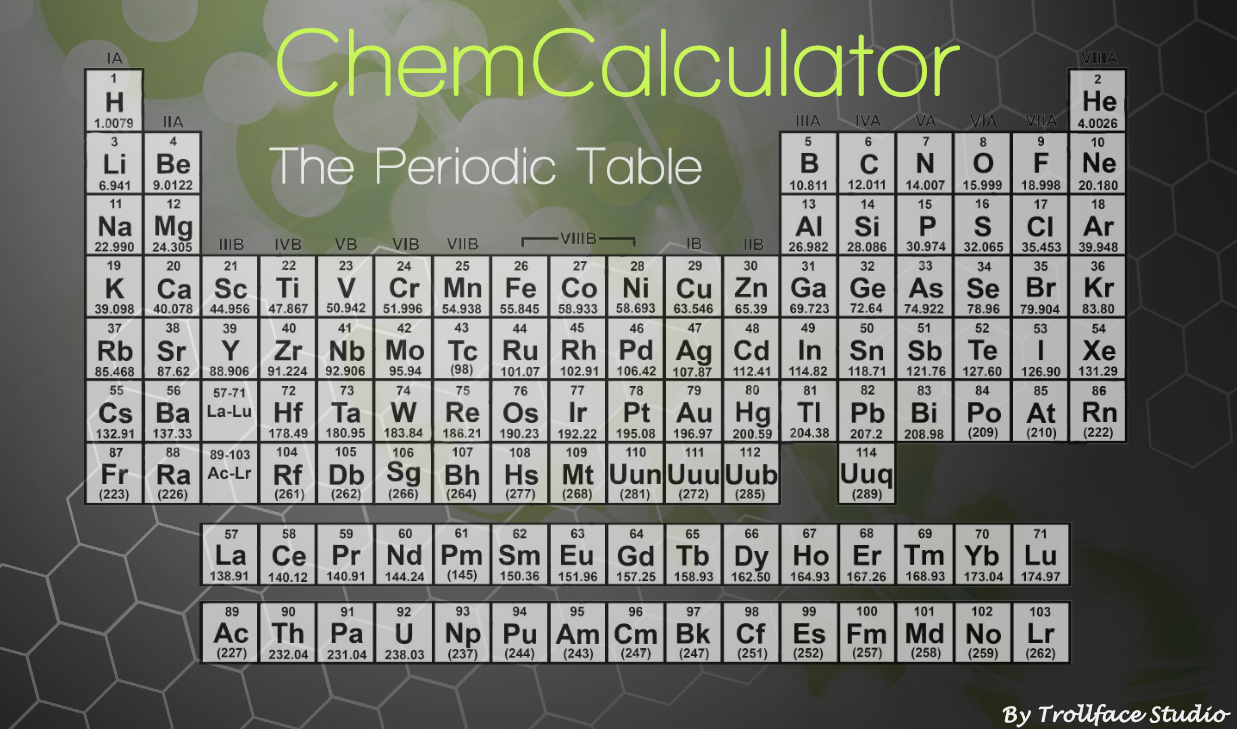 ChemCalculator
IA VIIIA
1 2
H He
1.0079 IIA IIIA IVA VA VIA VIIA 4.0026
3 4 The Periodic Table 5 6 7 8 9 10
Li Be B C N O F Ne
6.941 9.0122 10.811 12.011 14.007 15.999 18.998 20.180
11 12 13 14 15 16 17 18
Na Mg Al Si P S Cl Ar
22.990 24.305 IIIB IVB VB VIB VIIB VIIIB IB IIB 26.982 28.086 30.974 32.065 35.453 39.948
19 20 21 22 23 24 25 26 27 28 29 30 31 32 33 34 35 36
K Ca Sc Ti V Cr Mn Fe Co Ni Cu Zn Ga Ge As Se Br Kr
39.098 40.078 44.956 47.867 50.942 51.996 54.938 55.845 58.933 58.693 63.546 65.39 69.723 72.64 74.922 78.96 79.904 83.80
37 38 39 40 41 42 43 44 45 46 47 48 49 50 51 52 53 54
Rb Sr Y Zr Nb Mo Tc Ru Rh Pd Ag Cd In Sn Sb Te I Xe
85.468 87.62 88.906 91.224 92.906 95.94 (98) 101.07 102.91 106.42 107.87 112.41 114.82 118.71 121.76 127.60 126.90 131.29
55 56 57-71 72 73 74 75 76 77 78 79 80 81 82 83 84 85 86
Cs Ba La-Lu Hf Ta W Re Os Ir Pt Au Hg Tl Pb Bi Po At Rn
132.91 137.33 178.49 180.95 183.84 186.21 190.23 192.22 195.08 196.97 200.59 204.38 207.2 208.98 (209) (210) (222)
87 88 89-103 104 105 106 107 108 109 110 111 112 114
Fr Ra Ac-Lr Rf Db Sg Bh Hs Mt Uun Uuu Uub Uuq
(223) (226) (261) (262) (266) (264) (277) (268) (281) (272) (285) (289)
57 58 59 60 61 62 63 64 65 66 67 68 69 70 71
La Ce Pr Nd Pm Sm Eu Gd Tb Dy Ho Er Tm Yb Lu
138.91 140.12 140.91 144.24 (145) 150.36 151.96 157.25 158.93 162.50 164.93 167.26 168.93 173.04 174.97
89 90 91 92 93 94 95 96 97 98 99 100 101 102 103
Ac Th Pa U Np Pu Am Cm Bk Cf Es Fm Md No Lr
(227) 232.04 231.04 238.03 (237) (244) (243) (247) (247) (251) (252) (257) (258) (259) (262)
By Trollface Studio